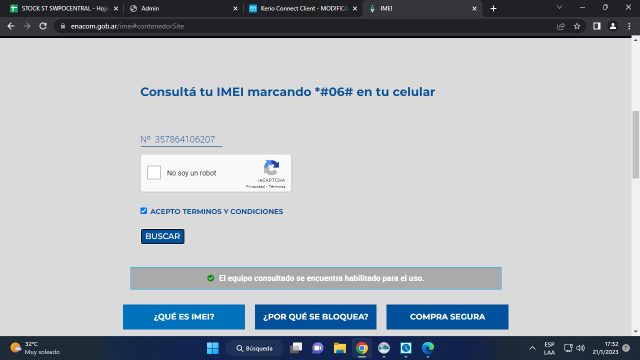 STOCK ST SWPOCENTRAL - Hoja
Admin
Kerio Connect Client - MODIFICA
IMEI
enacom.gob.ar/imei#contenedorSite
Consultá tu IMEI marcando *#06# en tu celular
Nº 357864106207
No soy un robot
reCAPTCHA
Privacidad - Términos
ACEPTO TERMINOS Y CONDICIONES
BUSCAR
El equipo consultado se encuentra habilitado para el uso.
¿QUÉ ES IMEI?
¿POR QUÉ SE BLOQUEA?
COMPRA SEGURA
32°C
Muy soleado
Búsqueda
ESP
LAA
17:52
21/1/2023